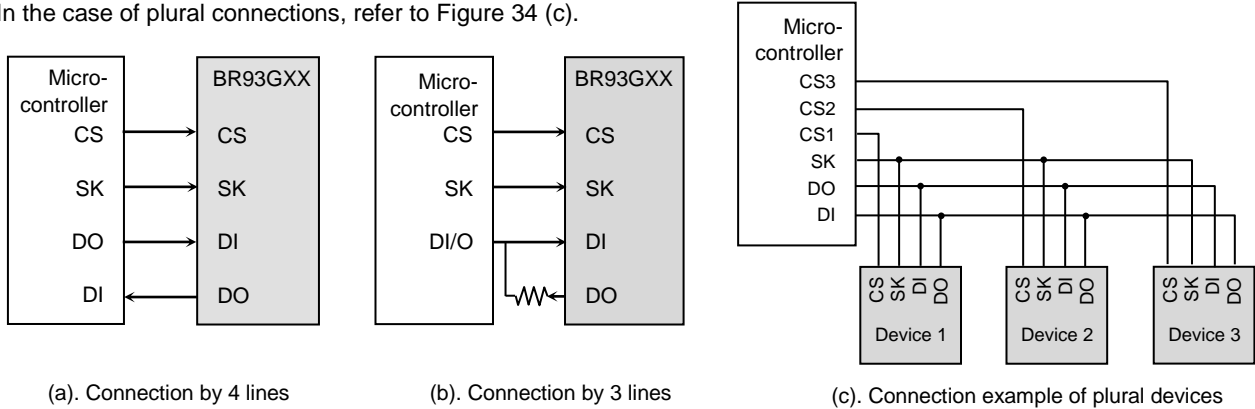 In the case of plural connections, refer to Figure 34 (c).
Micro-
controller
CS
SK
DO
DI
BR93GXX
CS
SK
DI
DO
(a). Connection by 4 lines
Micro-
controller
CS
SK
DI/O
BR93GXX
CS
SK
DI
DO
(b). Connection by 3 lines
Micro-
controller
CS3
CS2
CS1
SK
DO
DI
CS
SK
DI
DO
Device 1
CS
SK
DI
DO
Device 2
CS
SK
DI
DO
Device 3
(c). Connection example of plural devices